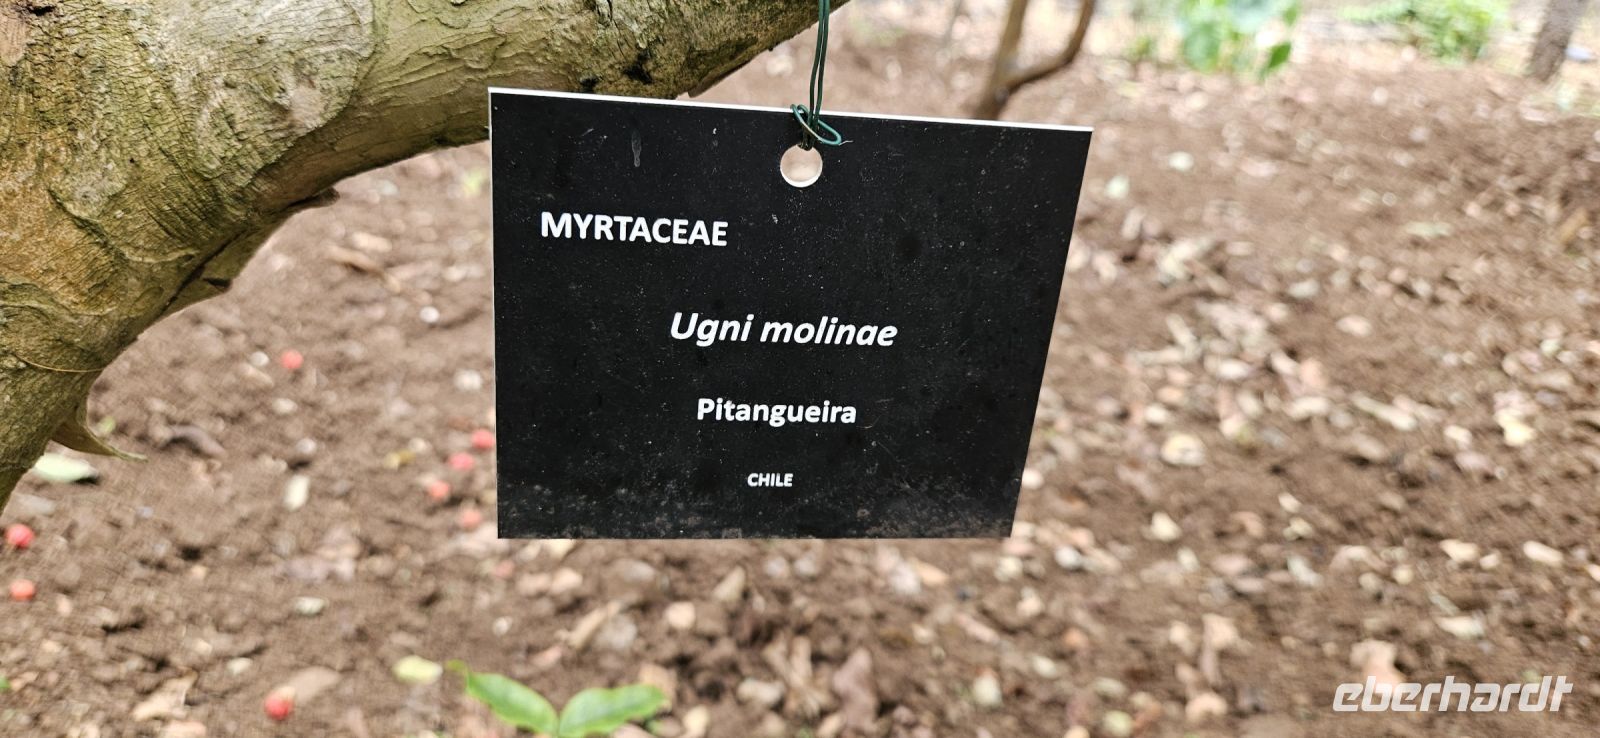 MYRTACEAE
Ugni molinae
Pitangueira
CHILE
eberhardt